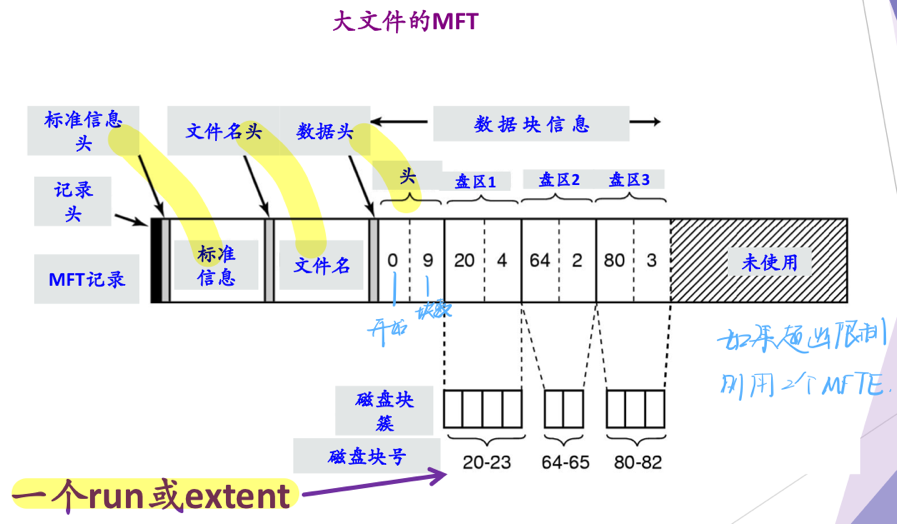 大文件的MFT
标准信息头
文件名头
数据头
数据块信息
记录头
头
盘区1
盘区2
盘区3
MFT记录
标准信息
文件名
0 9 20 4 64 2 80 3
未使用
开始
块数
如果超出限制
则用2个MFTE.
磁盘块簇
磁盘块号
20-23
64-65
80-82
一个run或extent